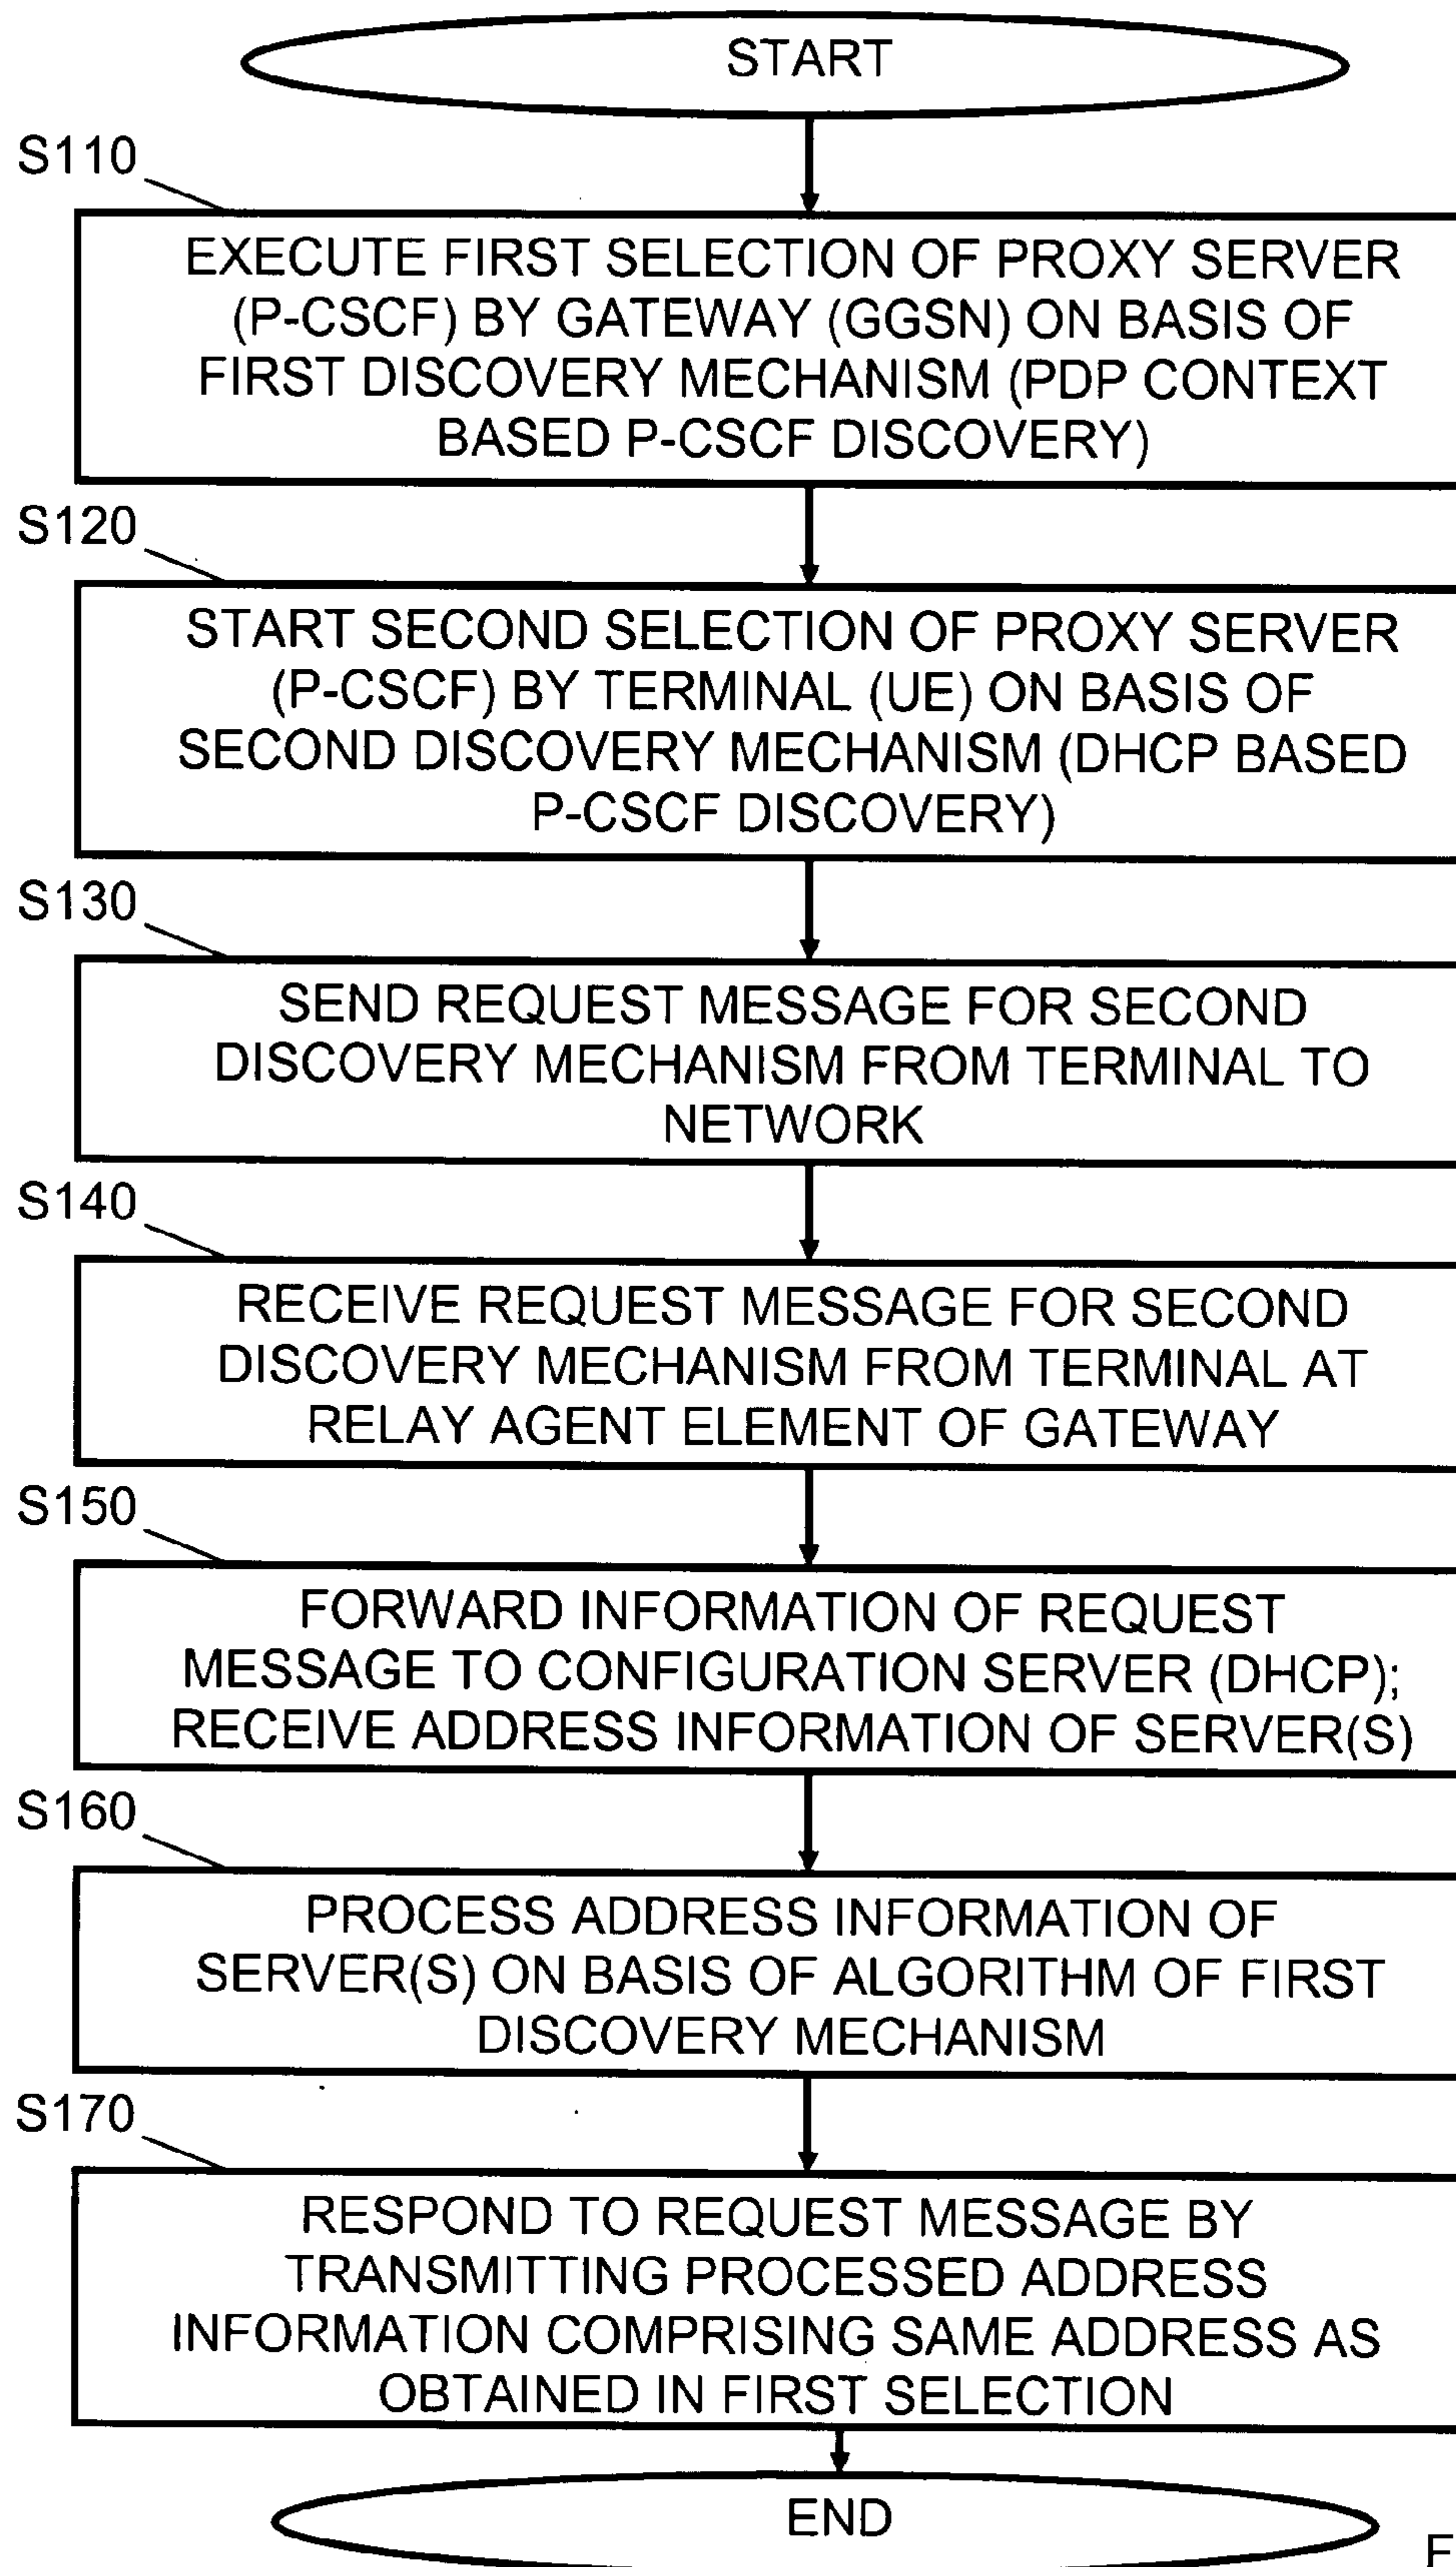 START
S110
EXECUTE FIRST SELECTION OF PROXY SERVER
(P-CSCF) BY GATEWAY (GGSN) ON BASIS OF
FIRST DISCOVERY MECHANISM (PDP CONTEXT
BASED P-CSCF DISCOVERY)
S120
START SECOND SELECTION OF PROXY SERVER
(P-CSCF) BY TERMINAL (UE) ON BASIS OF
SECOND DISCOVERY MECHANISM (DHCP BASED
P-CSCF DISCOVERY)
S130
SEND REQUEST MESSAGE FOR SECOND
DISCOVERY MECHANISM FROM TERMINAL TO
NETWORK
S140
RECEIVE REQUEST MESSAGE FOR SECOND
DISCOVERY MECHANISM FROM TERMINAL AT
RELAY AGENT ELEMENT OF GATEWAY
S150
FORWARD INFORMATION OF REQUEST
MESSAGE TO CONFIGURATION SERVER (DHCP);
RECEIVE ADDRESS INFORMATION OF SERVER(S)
S160
PROCESS ADDRESS INFORMATION OF
SERVER(S) ON BASIS OF ALGORITHM OF FIRST
DISCOVERY MECHANISM
S170
RESPOND TO REQUEST MESSAGE BY
TRANSMITTING PROCESSED ADDRESS
INFORMATION COMPRISING SAME ADDRESS AS
OBTAINED IN FIRST SELECTION
END